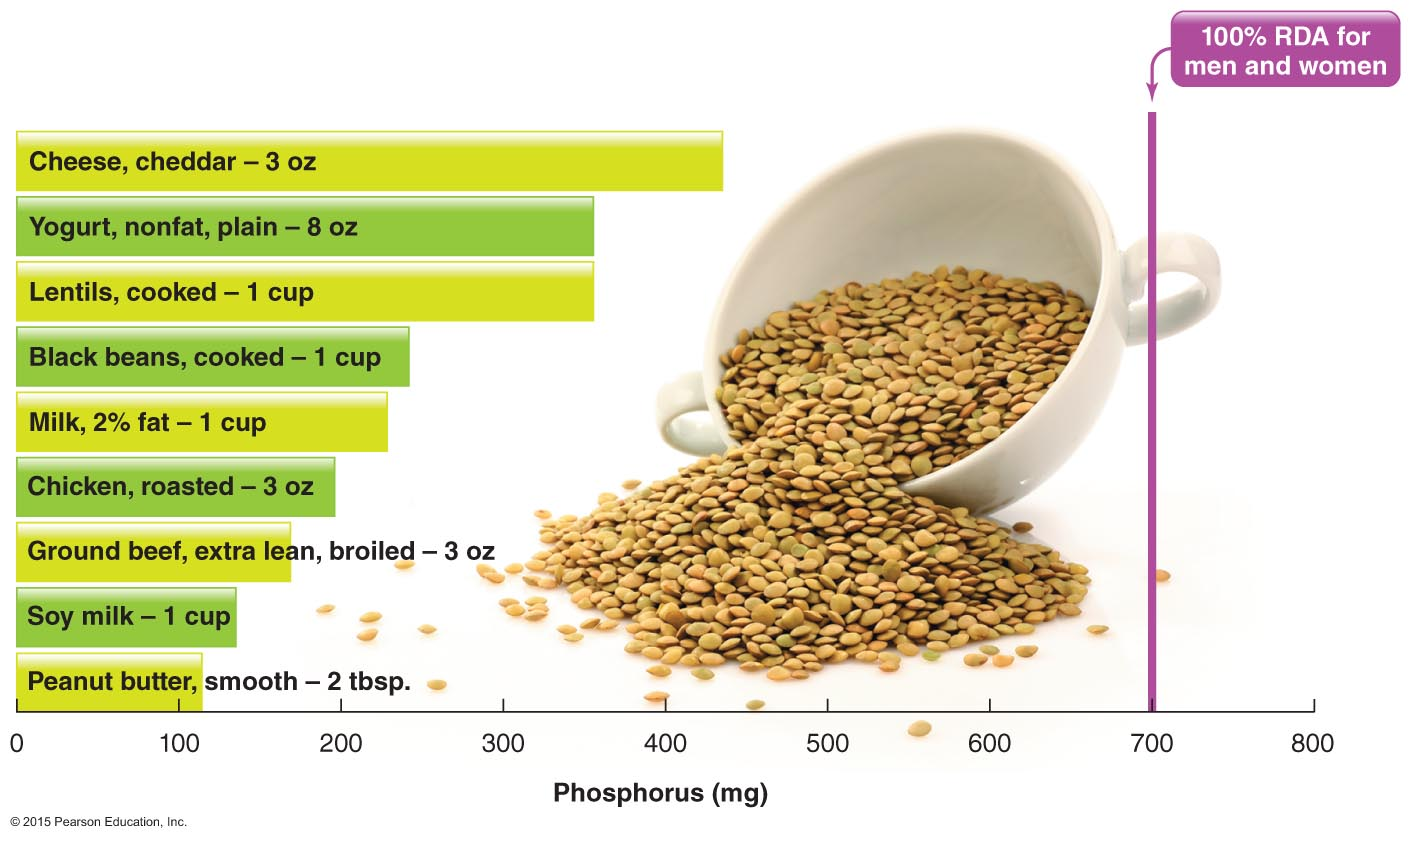 100% RDA for
men and women
Cheese, cheddar – 3 oz
Yogurt, nonfat, plain – 8 oz
Lentils, cooked – 1 cup
Black beans, cooked – 1 cup
Milk, 2% fat – 1 cup
Chicken, roasted – 3 oz
Ground beef, extra lean, broiled – 3 oz
Soy milk – 1 cup
Peanut butter, smooth – 2 tbsp.
0 100 200 300 400 500 600 700 800
Phosphorus (mg)
© 2015 Pearson Education, Inc.